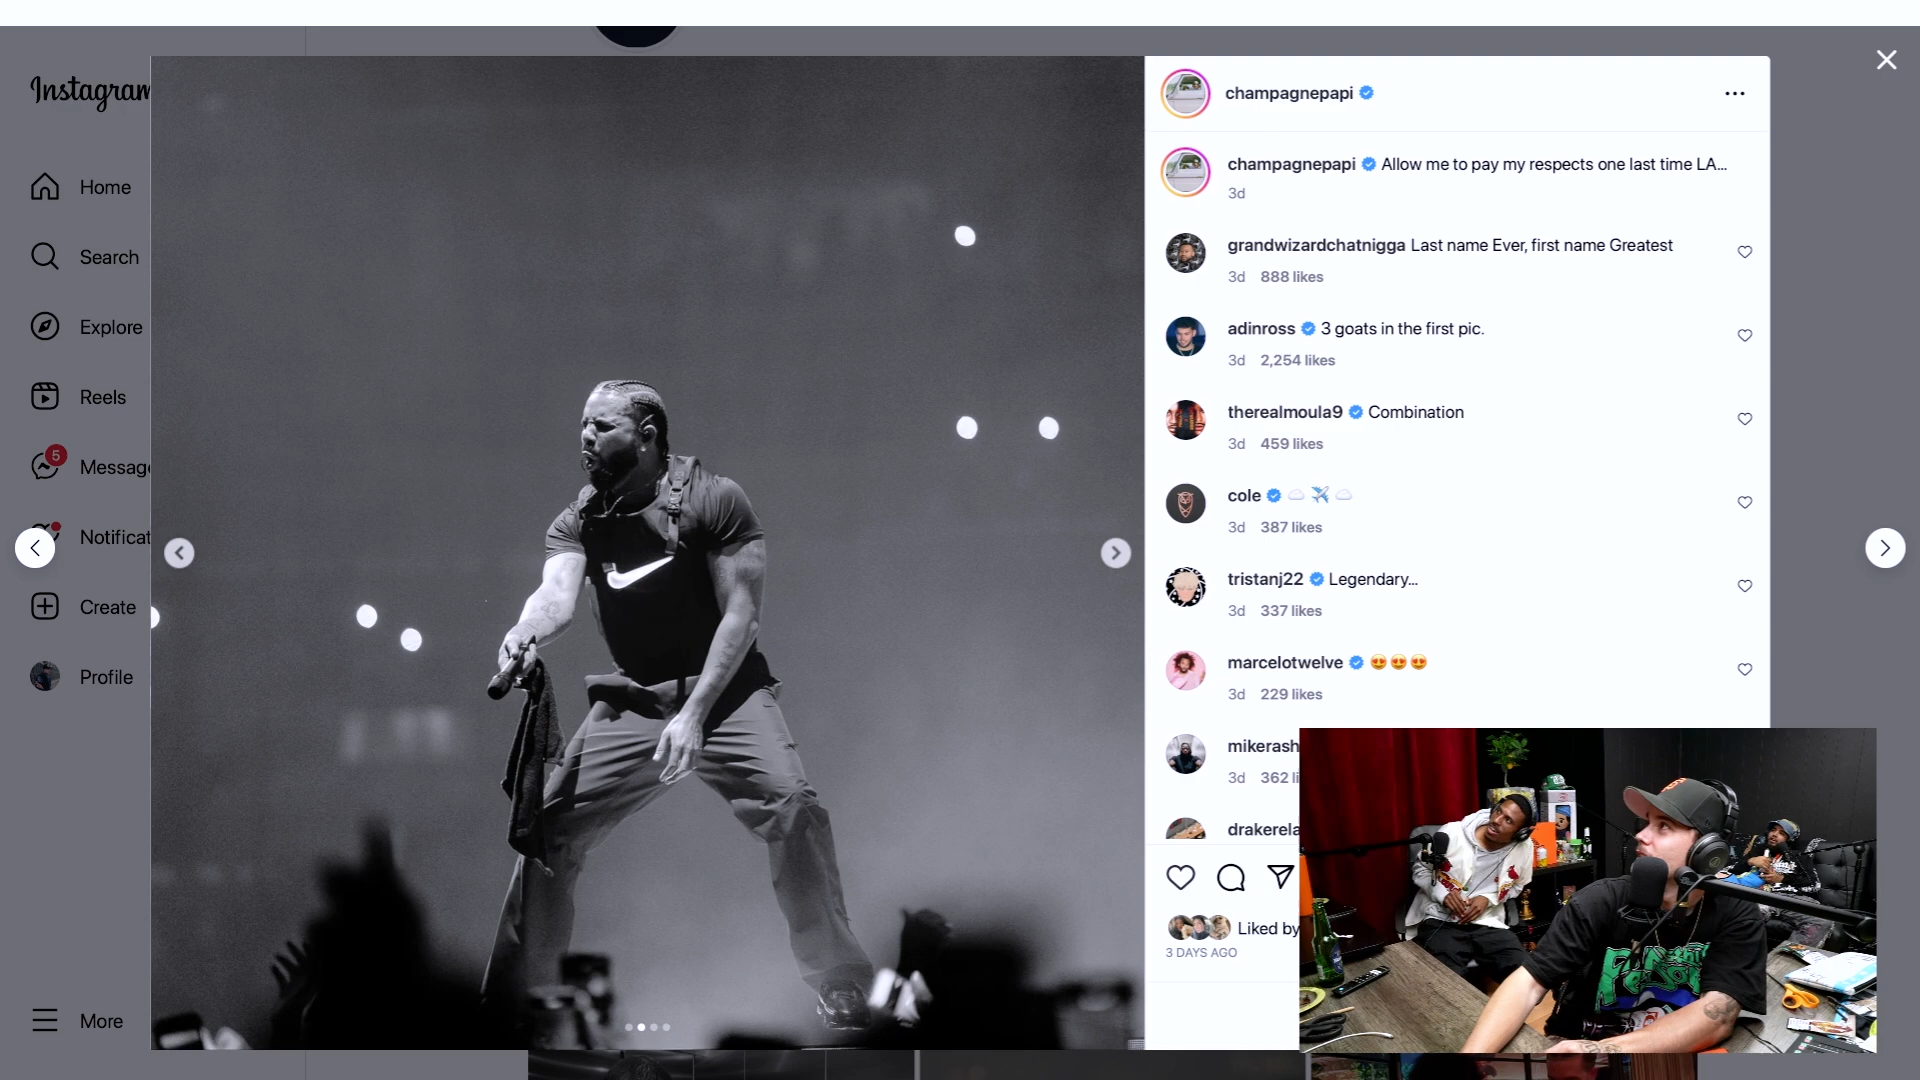 Instagram
Home
Search
Explore
Reels
5
Messag
Notificat
Create
Profile
More
champagnepapi
champagnepapi Allow me to pay my respects one last time LA...
3d
grandwizardchatnigga Last name Ever, first name Greatest
3d 888 likes
adinross 3 goats in the first pic.
3d 2,254 likes
therealmoula9 Combination
3d 459 likes
cole ☁️ ✈️ ☁️
3d 387 likes
tristanj22 Legendary...
3d 337 likes
marcelotwelve 😍😍😍
3d 229 likes
mikerash
3d 362 li
drakerela
Liked by
3 DAYS AGO